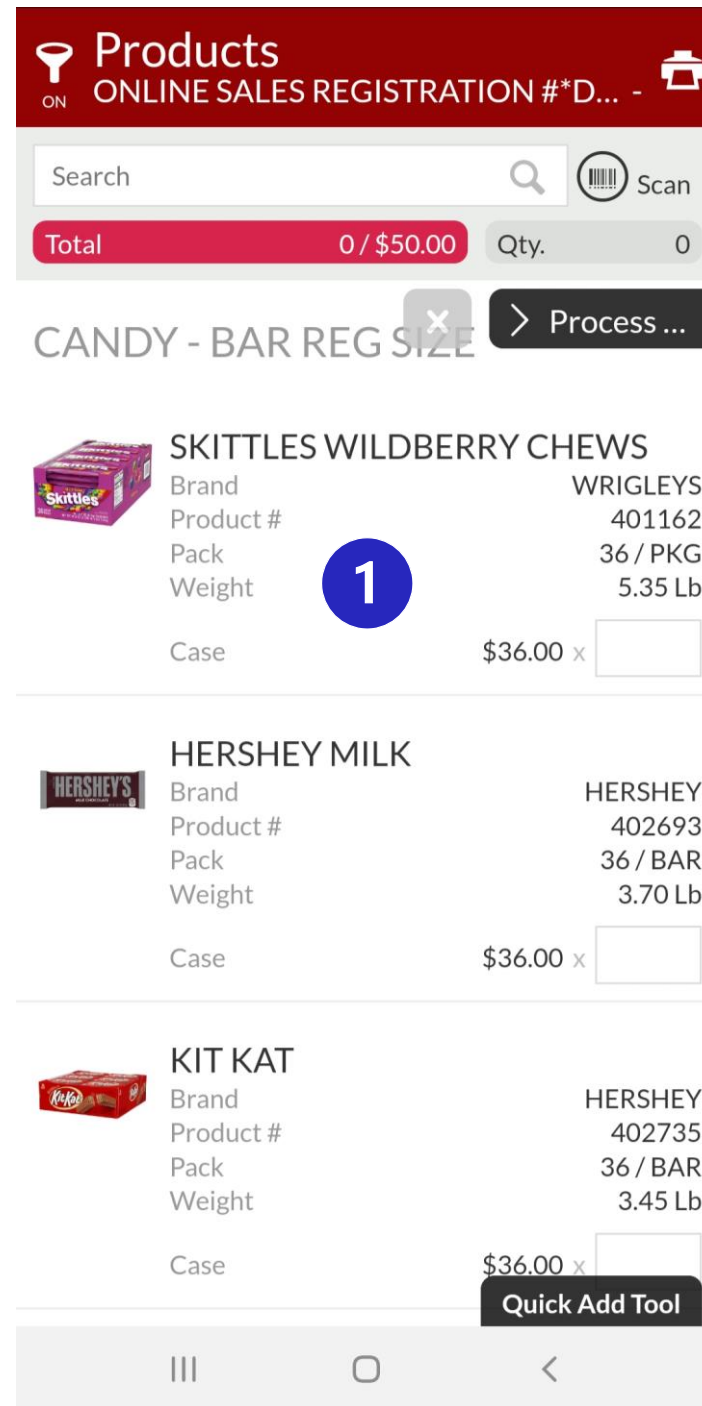 Products
ON
ONLINE SALES REGISTRATION #*D... -
Search
Scan
Total 0 / $50.00 Qty. 0
CANDY - BAR REG SIZE
x
Process ...
SKITTLES WILDBERRY CHEWS
Skittles
Brand WRIGLEYS
Product # 401162
Pack 36 / PKG
1
Weight 5.35 Lb
Case $36.00 x
HERSHEY MILK
HERSHEY'S
Brand HERSHEY
Product # 402693
Pack 36 / BAR
Weight 3.70 Lb
Case $36.00 x
KIT KAT
KitKat
Brand HERSHEY
Product # 402735
Pack 36 / BAR
Weight 3.45 Lb
Case $36.00 x
Quick Add Tool